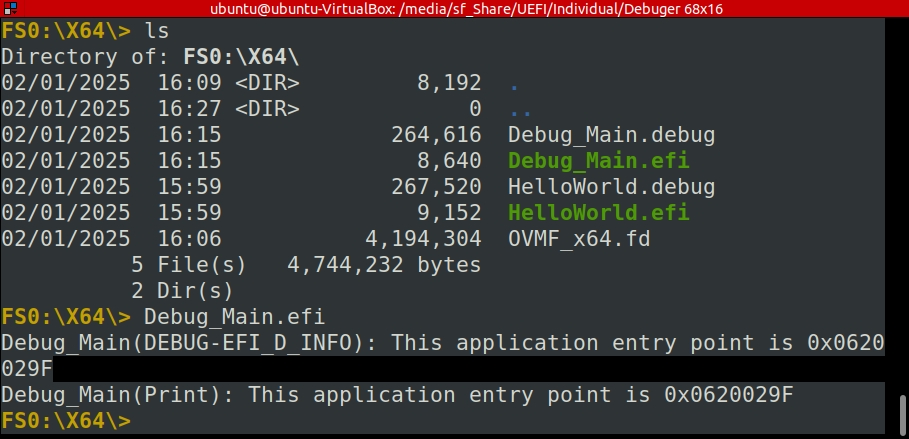 ubuntu@ubuntu-VirtualBox: /media/sf_Share/UEFI/Individual/Debuger 68x16
FS0:\X64\> ls
Directory of: FS0:\X64\
02/01/2025  16:09 <DIR>         8,192  .
02/01/2025  16:27 <DIR>             0  ..
02/01/2025  16:15             264,616  Debug_Main.debug
02/01/2025  16:15               8,640  Debug_Main.efi
02/01/2025  15:59             267,520  HelloWorld.debug
02/01/2025  15:59               9,152  HelloWorld.efi
02/01/2025  16:06           4,194,304  OVMF_x64.fd
          5 File(s)   4,744,232 bytes
          2 Dir(s)
FS0:\X64\> Debug_Main.efi
Debug_Main(DEBUG-EFI_D_INFO): This application entry point is 0x0620
029F
Debug_Main(Print): This application entry point is 0x0620029F
FS0:\X64\>